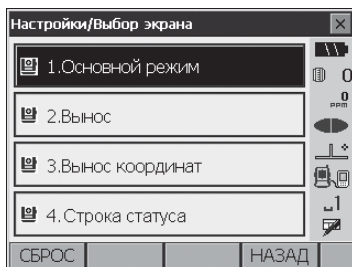 Настройки/Выбор экрана
1.Основной режим
0
2.Вынос
0
PPM
3.Вынос координат
4.Строка статуса
1
СБРОС НАЗАД